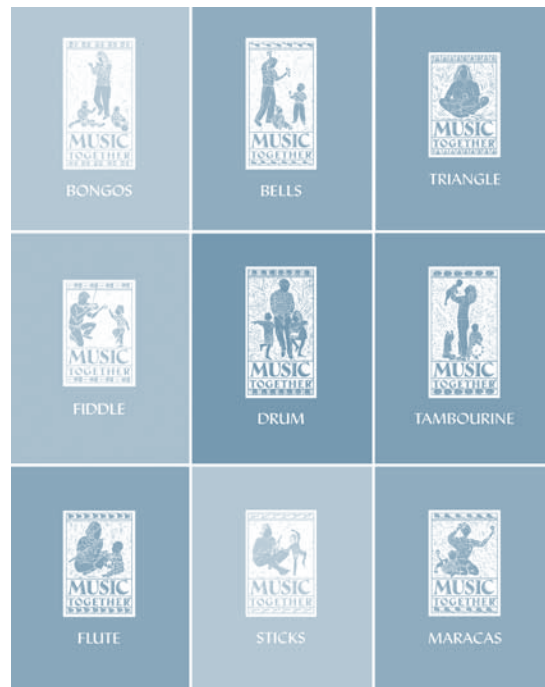 MUSIC
TOGETHER
BONGOS
MUSIC
TOGETHER
BELLS
MUSIC
TOGETHER
TRIANGLE
MUSIC
TOGETHER
FIDDLE
MUSIC
TOGETHER
DRUM
MUSIC
TOGETHER
TAMBOURINE
MUSIC
TOGETHER
FLUTE
MUSIC
TOGETHER
STICKS
MUSIC
TOGETHER
MARACAS